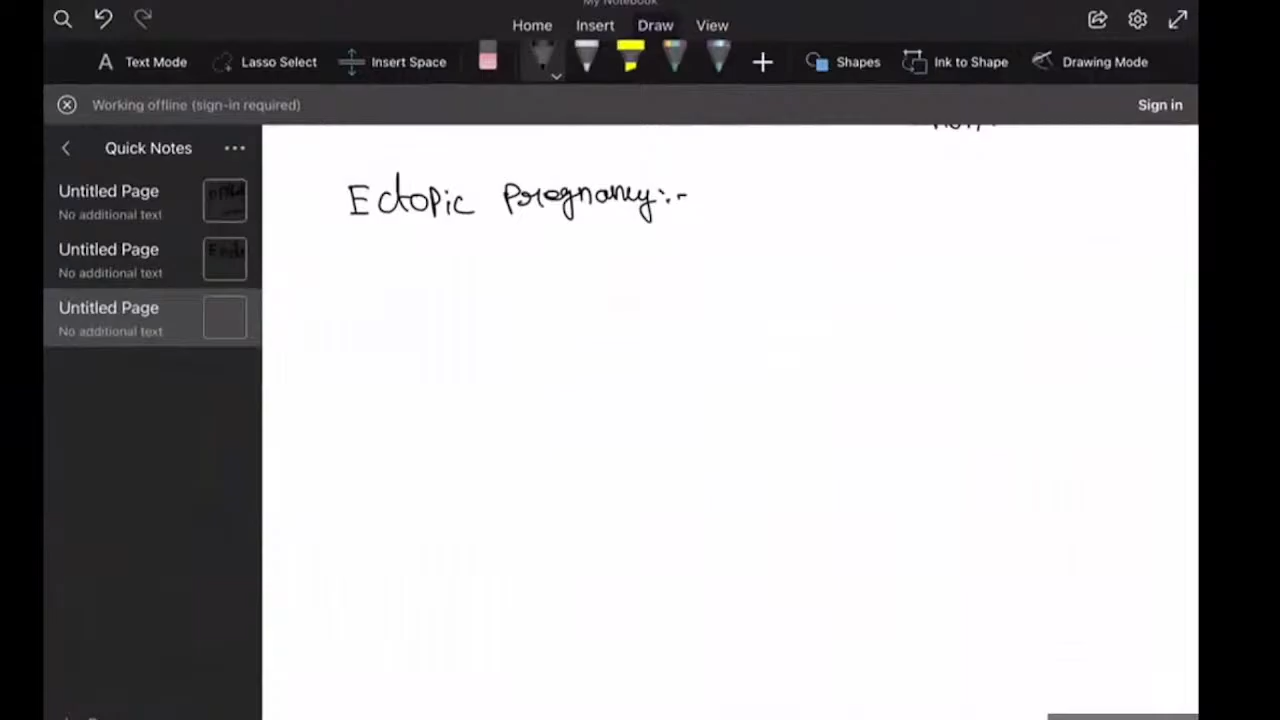 My Notebook
Home Insert Draw View
Text Mode Lasso Select Insert Space Shapes Ink to Shape Drawing Mode
Working offline (sign-in required) Sign in
Quick Notes
Untitled Page
No additional text
Untitled Page
No additional text
Untitled Page
No additional text
Ectopic Pregnancy:-